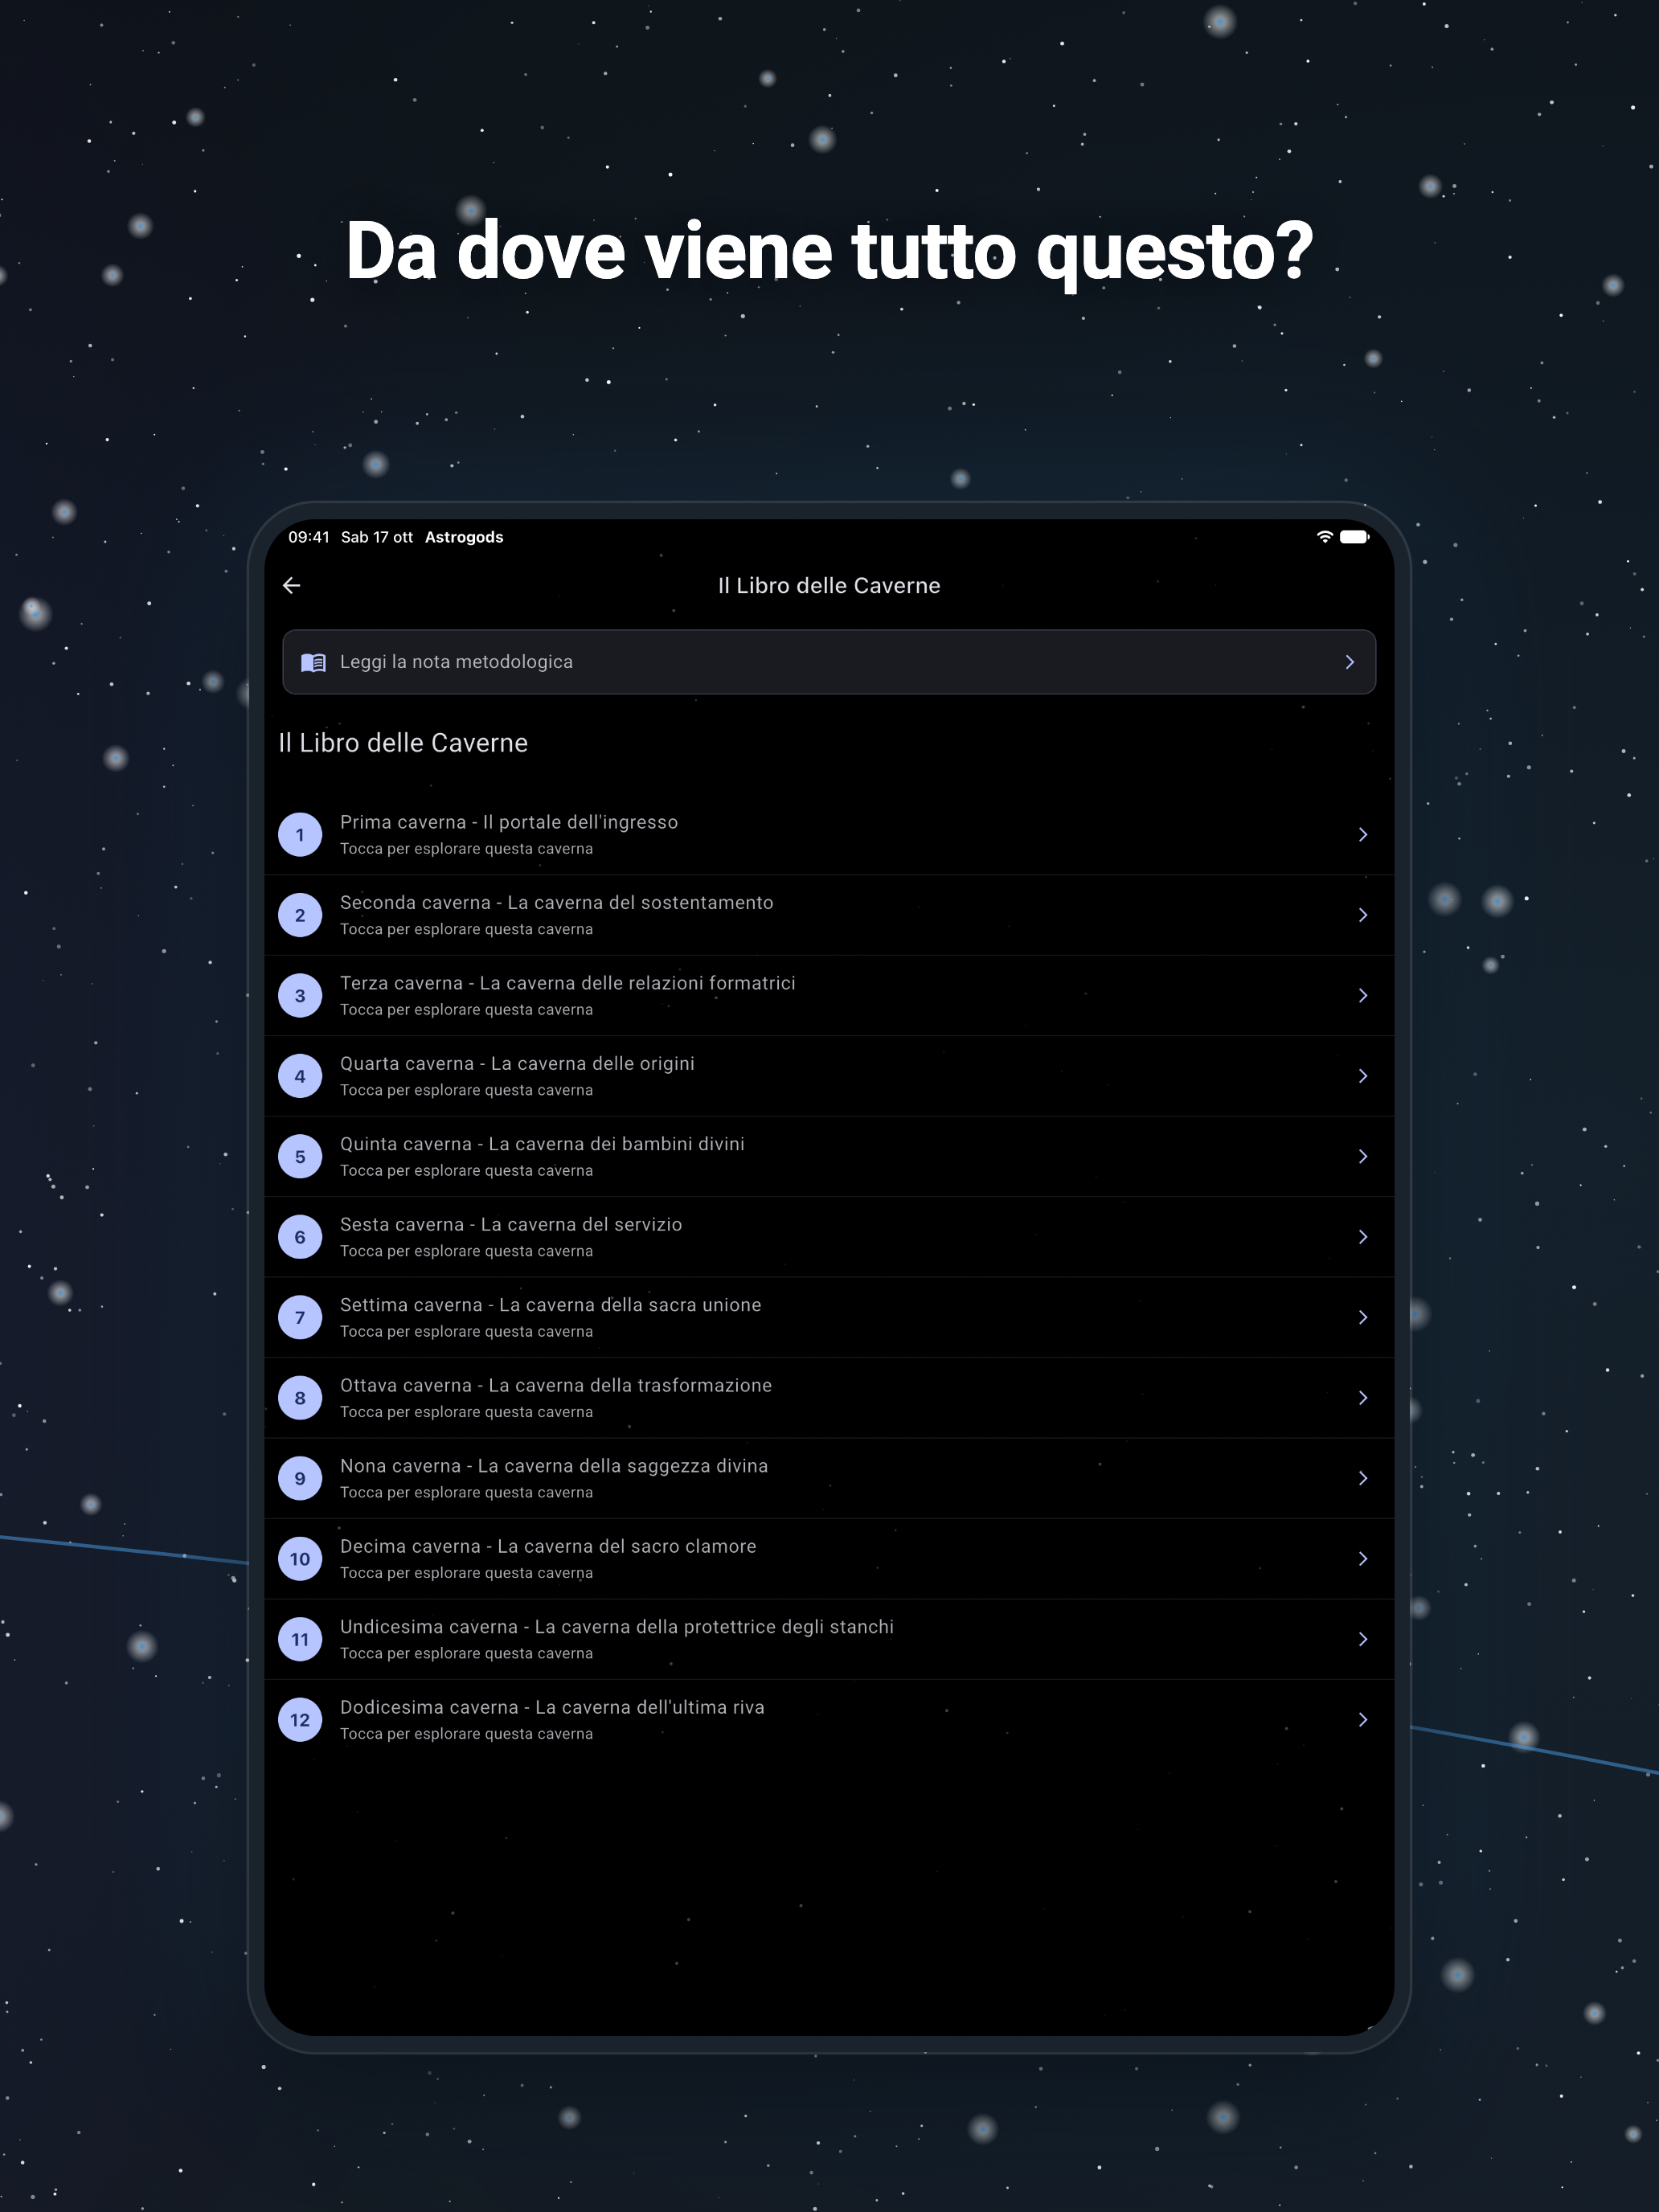 Da dove viene tutto questo?
09:41 Sab 17 ott Astrogods
Il Libro delle Caverne
Leggi la nota metodologica
Il Libro delle Caverne
1
Prima caverna - Il portale dell'ingresso
Tocca per esplorare questa caverna
2
Seconda caverna - La caverna del sostentamento
Tocca per esplorare questa caverna
3
Terza caverna - La caverna delle relazioni formatrici
Tocca per esplorare questa caverna
4
Quarta caverna - La caverna delle origini
Tocca per esplorare questa caverna
5
Quinta caverna - La caverna dei bambini divini
Tocca per esplorare questa caverna
6
Sesta caverna - La caverna del servizio
Tocca per esplorare questa caverna
7
Settima caverna - La caverna della sacra unione
Tocca per esplorare questa caverna
8
Ottava caverna - La caverna della trasformazione
Tocca per esplorare questa caverna
9
Nona caverna - La caverna della saggezza divina
Tocca per esplorare questa caverna
10
Decima caverna - La caverna del sacro clamore
Tocca per esplorare questa caverna
11
Undicesima caverna - La caverna della protettrice degli stanchi
Tocca per esplorare questa caverna
12
Dodicesima caverna - La caverna dell'ultima riva
Tocca per esplorare questa caverna